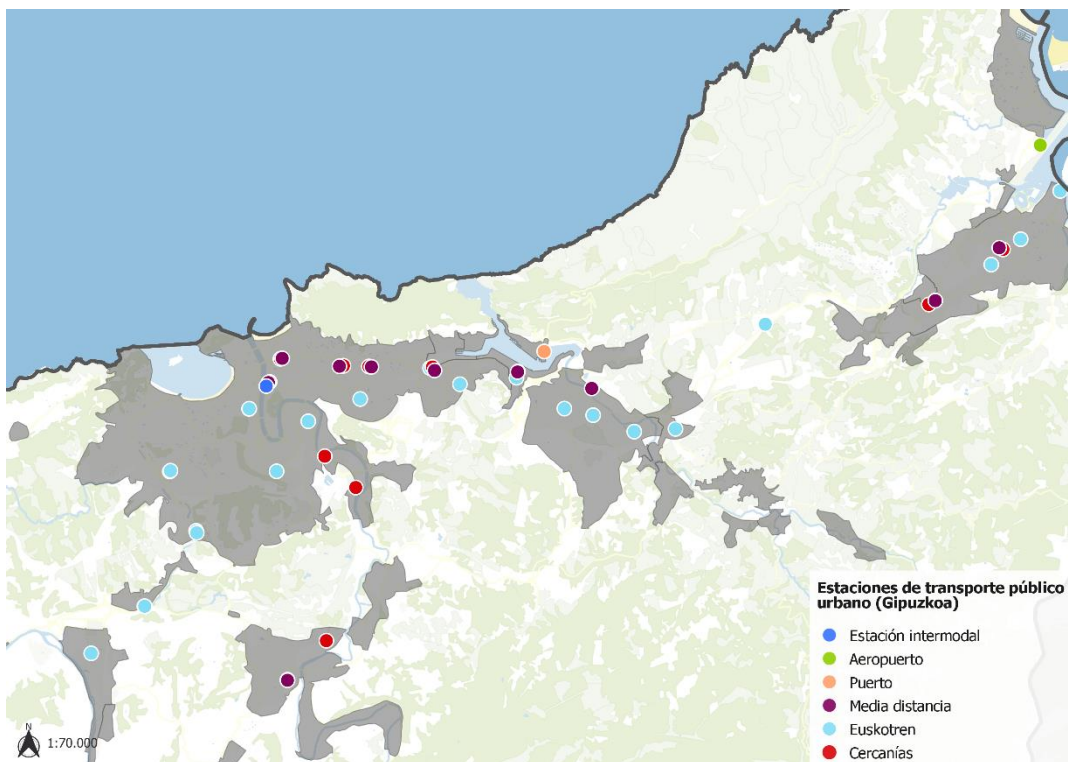 Estaciones de transporte público
urbano (Gipuzkoa)
Estación intermodal
Aeropuerto
Puerto
Media distancia
Euskotren
Cercanías
N
1:70.000